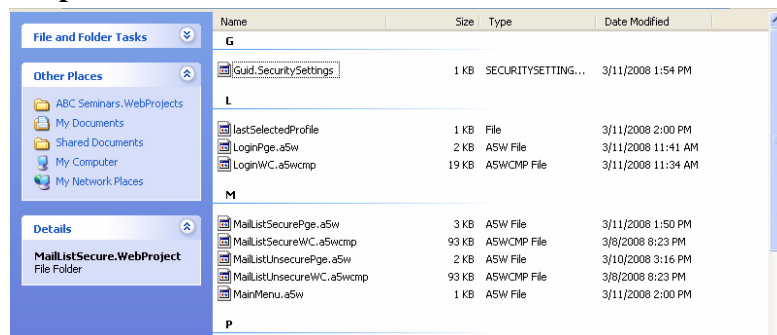 Name Size Type Date Modified
File and Folder Tasks
Other Places
ABC Seminars.WebProjects
My Documents
Shared Documents
My Computer
My Network Places
Details
MailListSecure.WebProject
File Folder
G
Guid.SecuritySettings 1 KB SECURITYSETTING... 3/11/2008 1:54 PM
L
lastSelectedProfile 1 KB File 3/11/2008 2:00 PM
LoginPge.a5w 2 KB A5W File 3/11/2008 11:41 AM
LoginWC.a5wcmp 19 KB A5WCMP File 3/11/2008 11:34 AM
M
MailListSecurePge.a5w 3 KB A5W File 3/11/2008 1:50 PM
MailListSecureWC.a5wcmp 93 KB A5WCMP File 3/8/2008 8:23 PM
MailListUnsecurePge.a5w 2 KB A5W File 3/10/2008 3:16 PM
MailListUnsecureWC.a5wcmp 93 KB A5WCMP File 3/8/2008 8:23 PM
MainMenu.a5w 1 KB A5W File 3/11/2008 2:00 PM
P